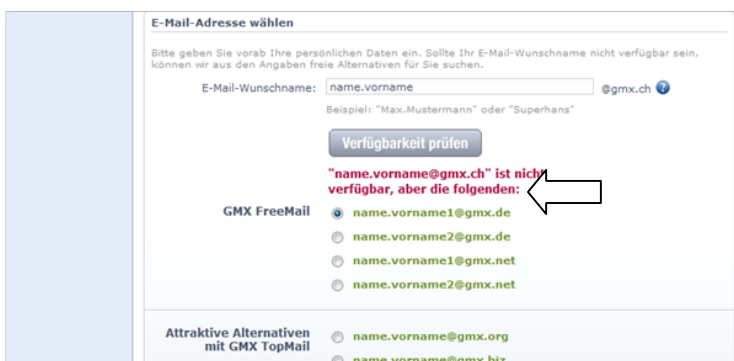 E-Mail-Adresse wählen
Bitte geben Sie vorab Ihre persönlichen Daten ein. Sollte Ihr E-Mail-Wunschname nicht verfügbar sein,
können wir aus den Angaben freie Alternativen für Sie suchen.
E-Mail-Wunschname: name.vorname @gmx.ch ?
Beispiel: "Max.Mustermann" oder "Superhans"
Verfügbarkeit prüfen
"name.vorname@gmx.ch" ist nicht
verfügbar, aber die folgenden:
GMX FreeMail name.vorname1@gmx.de
name.vorname2@gmx.de
name.vorname1@gmx.net
name.vorname2@gmx.net
Attraktive Alternativen name.vorname@gmx.org
mit GMX TopMail
name.vorname@gmx.biz